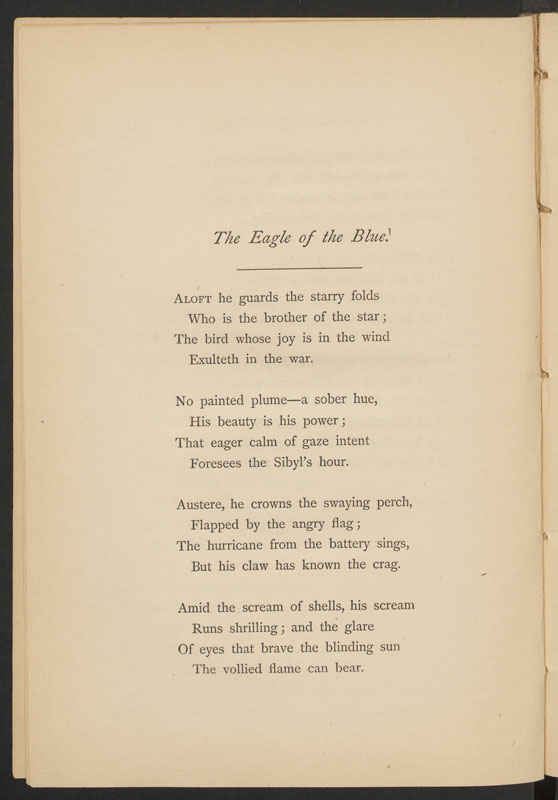 The Eagle of the Blue.¹
ALOFT he guards the starry folds
Who is the brother of the star;
The bird whose joy is in the wind
Exulteth in the war.
No painted plume—a sober hue,
His beauty is his power;
That eager calm of gaze intent
Foresees the Sibyl's hour.
Austere, he crowns the swaying perch,
Flapped by the angry flag;
The hurricane from the battery sings,
But his claw has known the crag.
Amid the scream of shells, his scream
Runs shrilling; and the glare
Of eyes that brave the blinding sun
The vollied flame can bear.